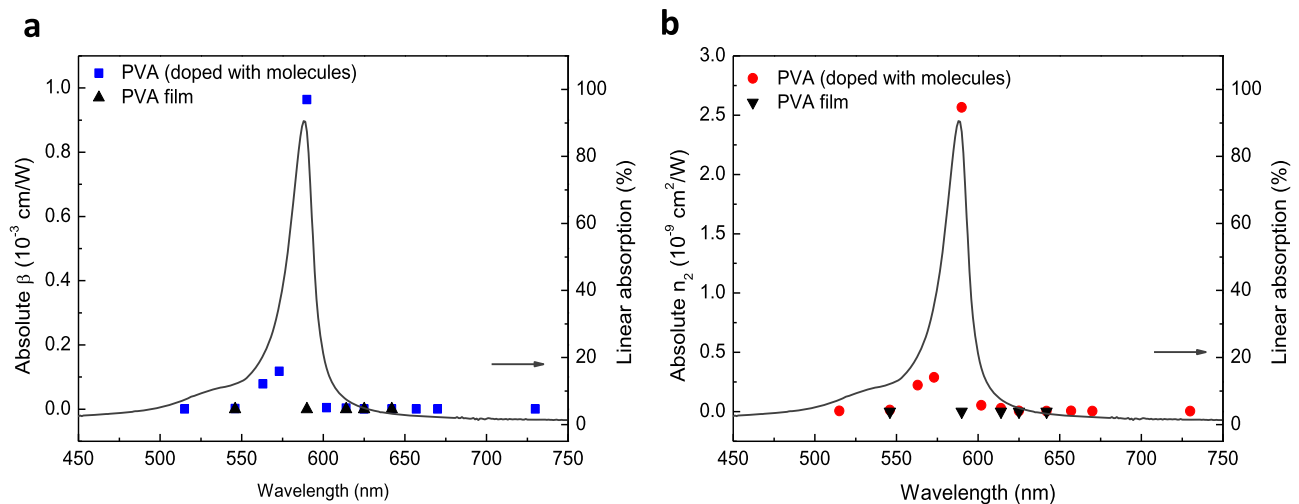 a
PVA (doped with molecules)
PVA film
Absolute β (10⁻³ cm/W)
1.0
0.8
0.6
0.4
0.2
0.0
100
80
60
40
20
0
Linear absorption (%)
450 500 550 600 650 700 750
Wavelength (nm)
b
PVA (doped with molecules)
PVA film
Absolute n₂ (10⁻⁹ cm²/W)
3.0
2.5
2.0
1.5
1.0
0.5
0.0
100
80
60
40
20
0
Linear absorption (%)
450 500 550 600 650 700 750
Wavelength (nm)